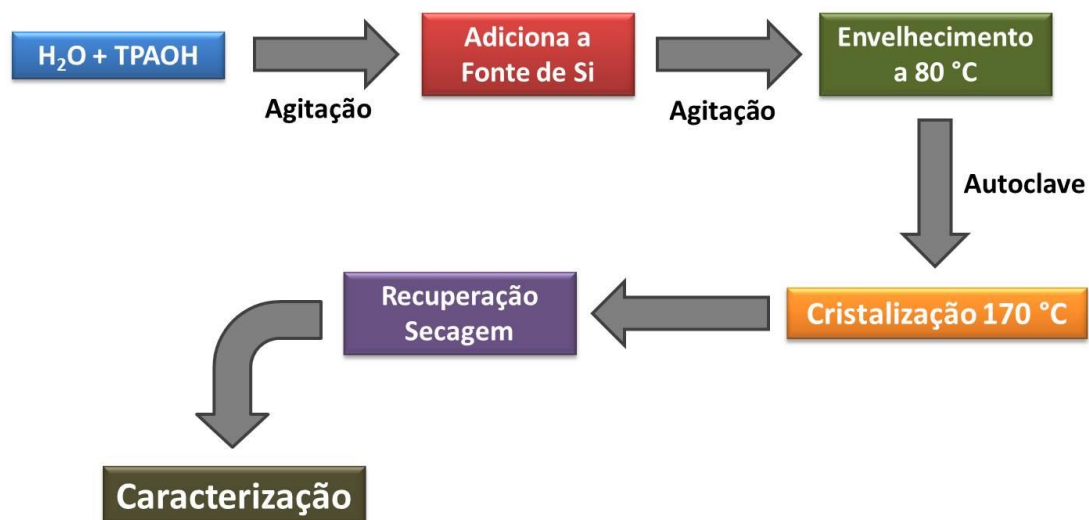 H₂O + TPAOH
Agitação
Adiciona a
Fonte de Si
Agitação
Envelhecimento
a 80 °C
Autoclave
Cristalização 170 °C
Recuperação
Secagem
Caracterização